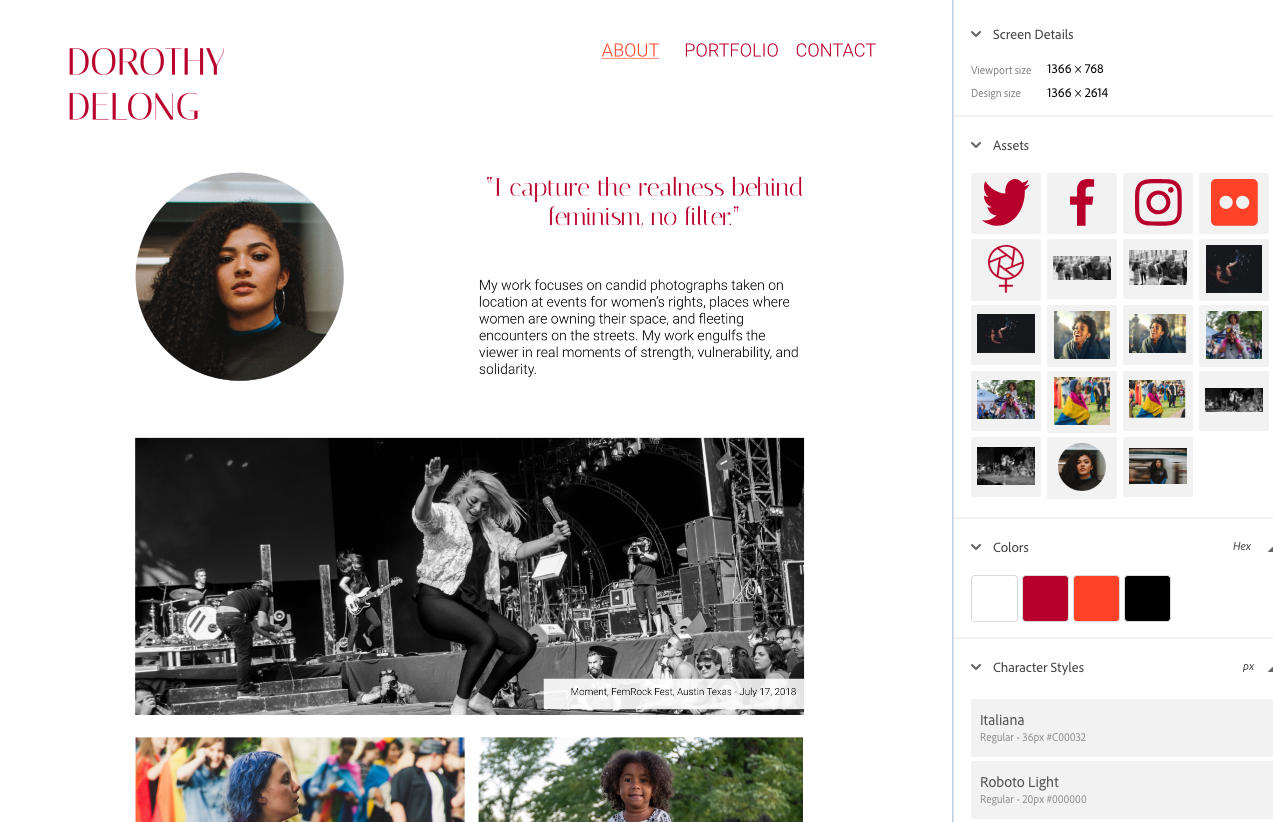 DOROTHY
DELONG
ABOUT PORTFOLIO CONTACT
"I capture the realness behind
feminism, no filter."
My work focuses on candid photographs taken on
location at events for women's rights, places where
women are owning their space, and fleeting
encounters on the streets. My work engulfs the
viewer in real moments of strength, vulnerability, and
solidarity.
Moment, FemRock Fest, Austin Texas - July 17, 2018
Screen Details
Viewport size 1366 × 768
Design size 1366 × 2614
Assets
Colors Hex
Character Styles px
Italiana
Regular - 36px #C00032
Roboto Light
Regular - 20px #000000